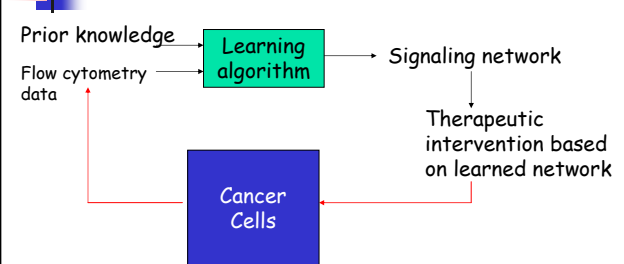 Prior knowledge
Flow cytometry
data
Learning
algorithm
Signaling network
Therapeutic
intervention based
on learned network
Cancer
Cells